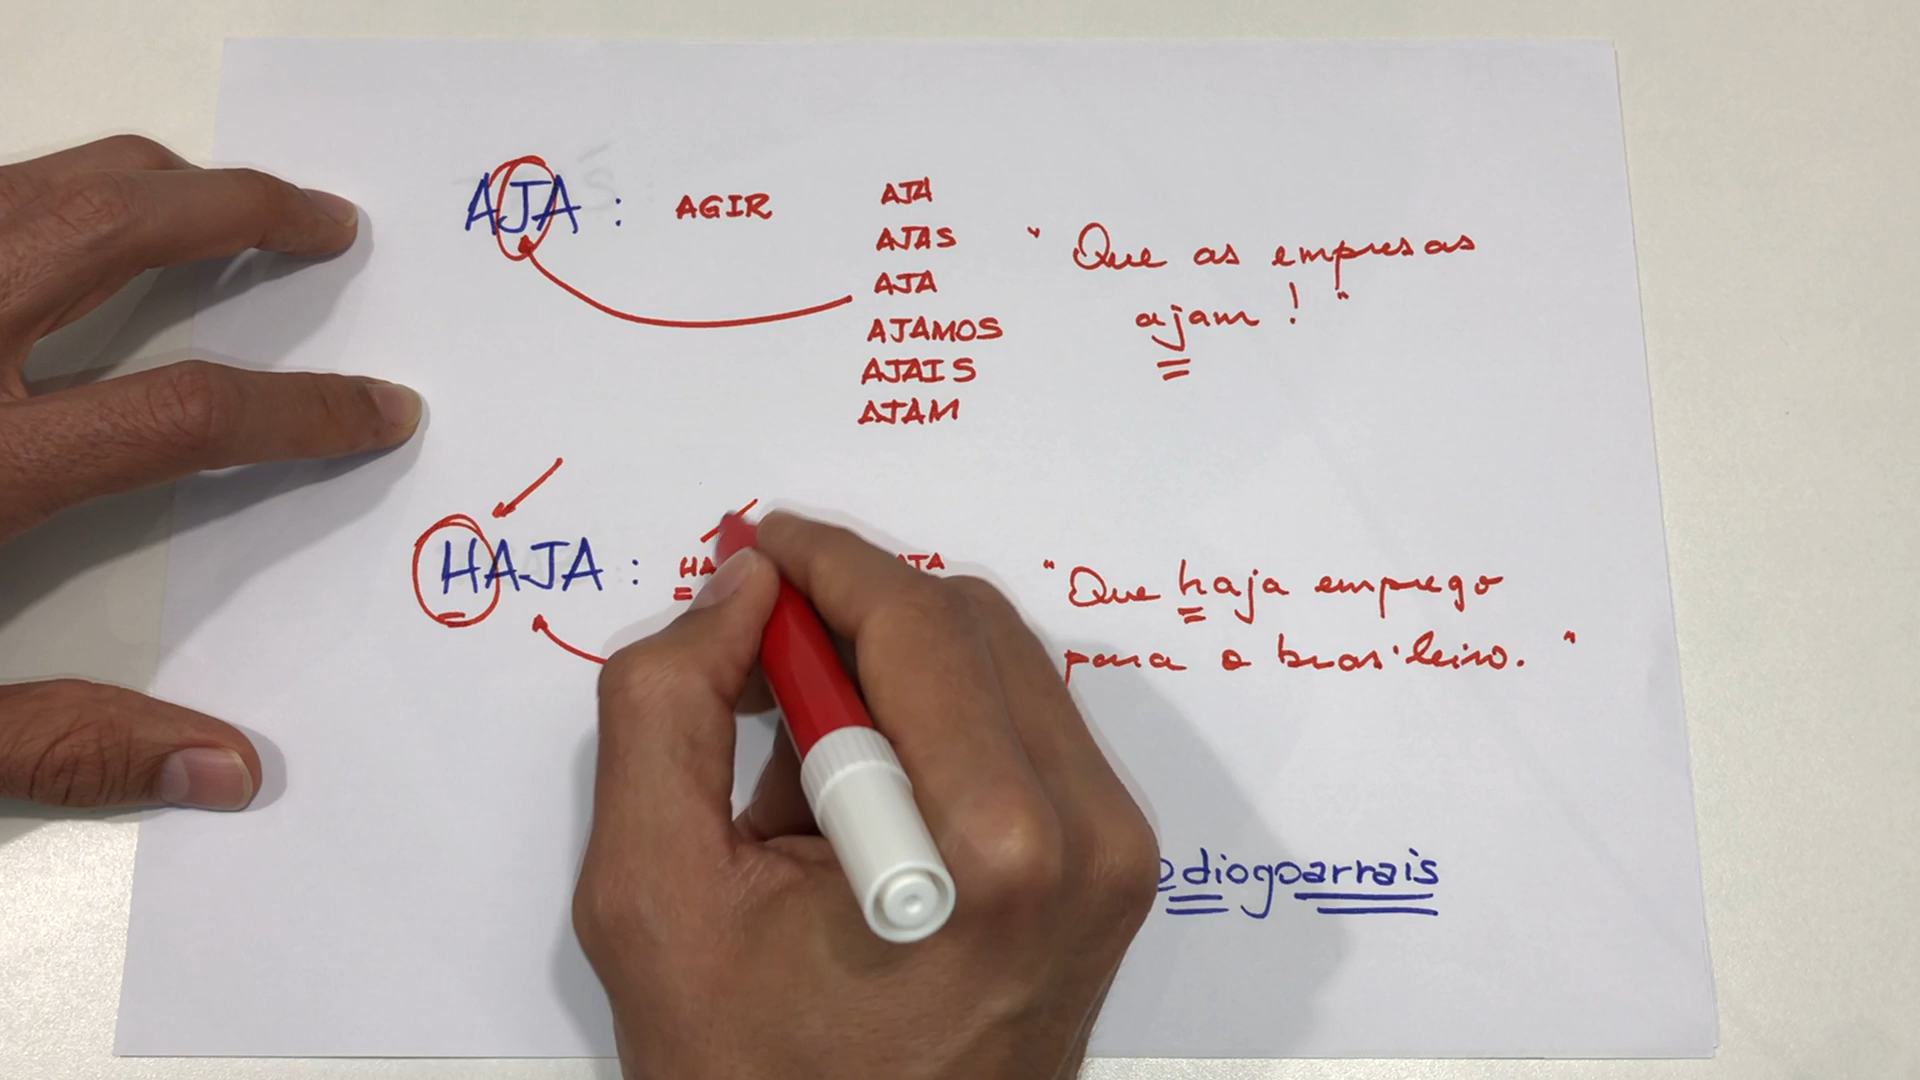 AJA : AGIR
AJA
AJAS
AJA
AJAMOS
AJAIS
AJAM
" Que as empresas
ajam ! "
HAJA : HA
"Que haja emprego
para o brasileiro. "
@diogoarrais